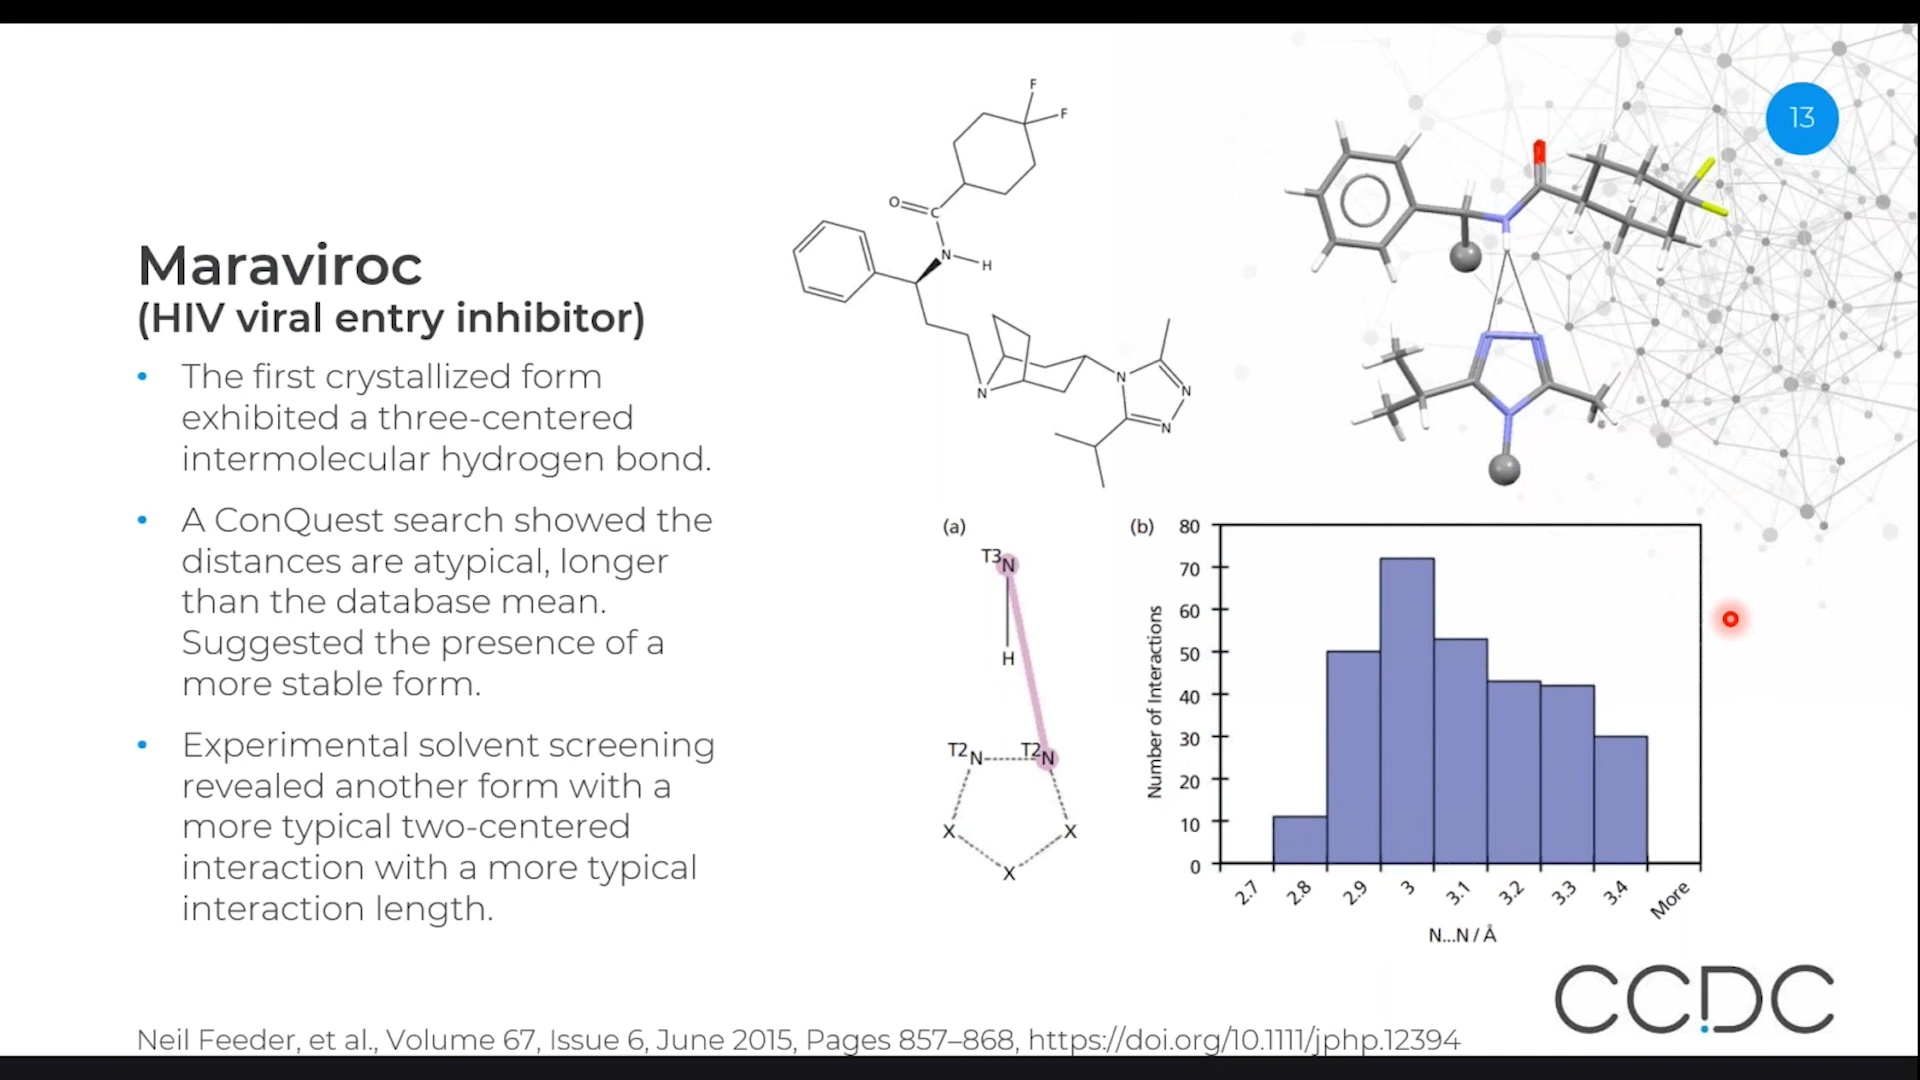 13
Maraviroc
(HIV viral entry inhibitor)
• The first crystallized form
exhibited a three-centered
intermolecular hydrogen bond.
• A ConQuest search showed the
distances are atypical, longer
than the database mean.
Suggested the presence of a
more stable form.
• Experimental solvent screening
revealed another form with a
more typical two-centered
interaction with a more typical
interaction length.
F
F
O
C
N
H
N
N
N
N
(a)
T3
N
H
T2
N
T2
N
X
X
X
(b)
80
70
60
50
40
30
20
10
0
Number of Interactions
2.7
2.8
2.9
3
3.1
3.2
3.3
3.4
More
N...N / Å
CCDC
Neil Feeder, et al., Volume 67, Issue 6, June 2015, Pages 857–868, https://doi.org/10.1111/jphp.12394